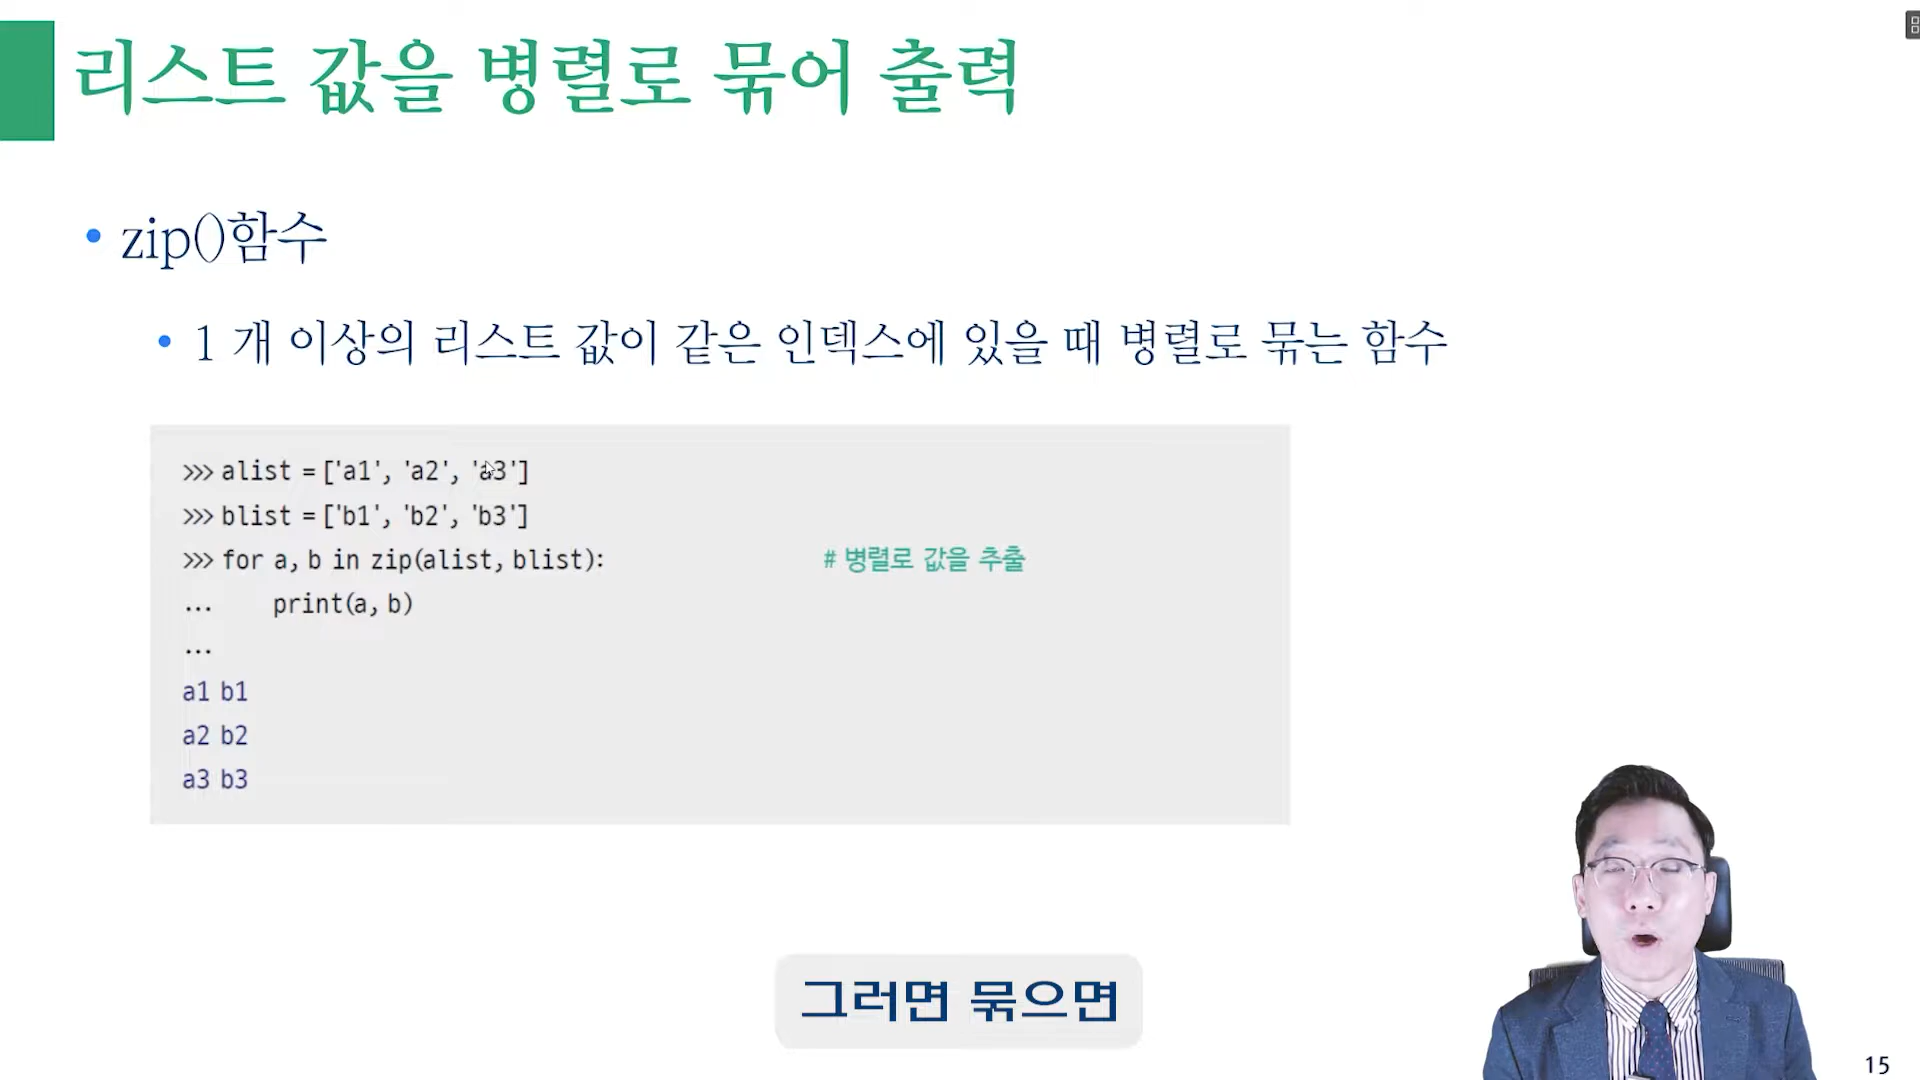 리스트 값을 병렬로 묶어 출력
• zip()함수
• 1 개 이상의 리스트 값이 같은 인덱스에 있을 때 병렬로 묶는 함수
>>> alist = ['a1', 'a2', 'a3']
>>> blist = ['b1', 'b2', 'b3']
>>> for a, b in zip(alist, blist): # 병렬로 값을 추출
... print(a, b)
...
a1 b1
a2 b2
a3 b3
그러면 묶으면
15